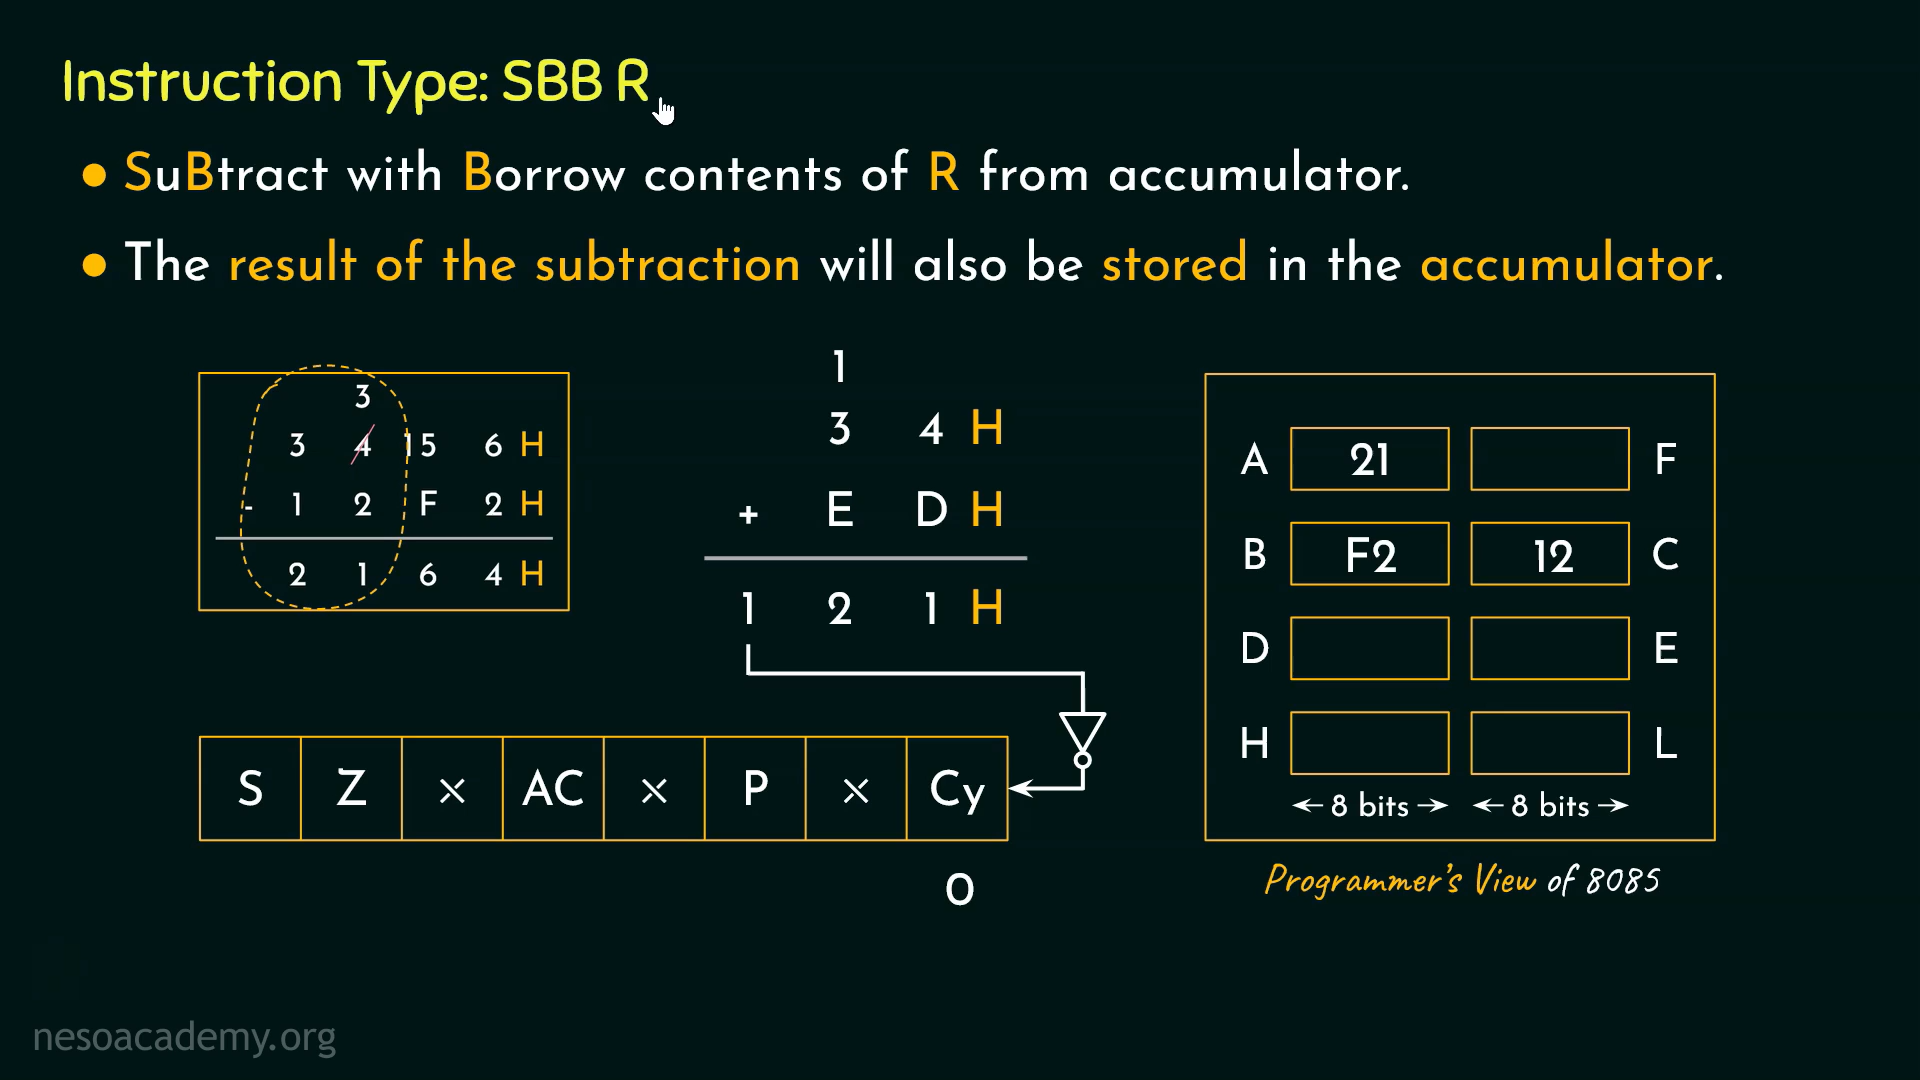 Instruction Type: SBB R
● SuBtract with Borrow contents of R from accumulator.
● The result of the subtraction will also be stored in the accumulator.
3
3 4 15 6 H
- 1 2 F 2 H
2 1 6 4 H
1
3 4 H
+ E D H
1 2 1 H
S Z × AC × P × Cy
0
A 21 F
B F2 12 C
D E
H L
← 8 bits → ← 8 bits →
Programmer's View of 8085
nesoacademy.org